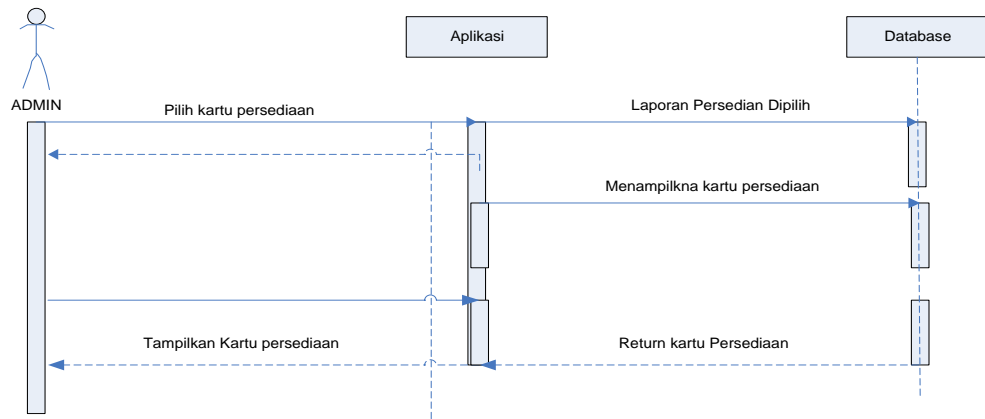 Aplikasi
Database
ADMIN
Pilih kartu persediaan
Laporan Persedian Dipilih
Menampilkna kartu persediaan
Tampilkan Kartu persediaan
Return kartu Persediaan